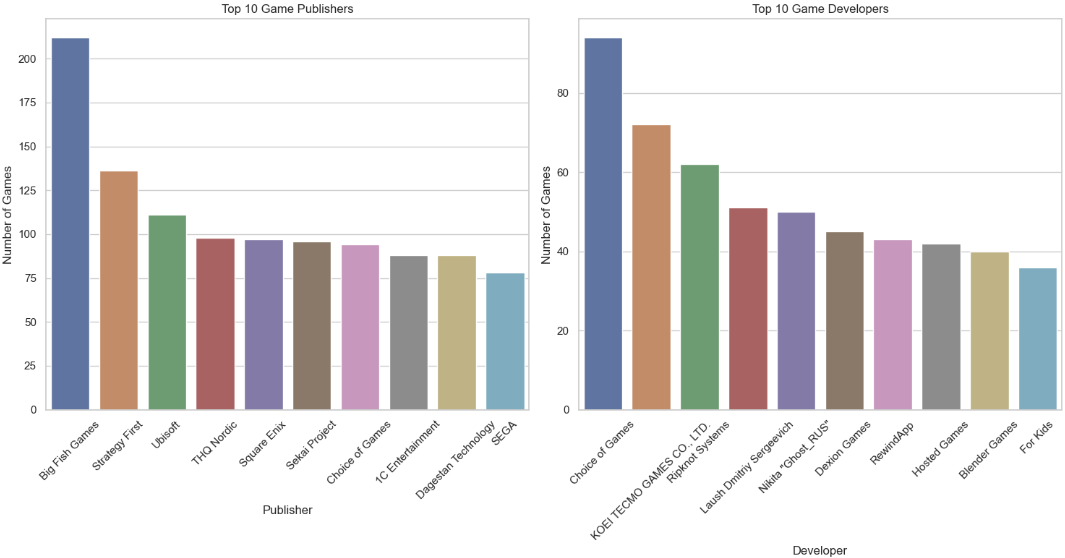 Top 10 Game Publishers
Number of Games
200
175
150
125
100
75
50
25
0
Big Fish Games
Strategy First
Ubisoft
THQ Nordic
Square Enix
Sekai Project
Choice of Games
1C Entertainment
Dagestan Technology
SEGA
Publisher
Top 10 Game Developers
Number of Games
80
60
40
20
0
Choice of Games
KOEI TECMO GAMES CO., LTD.
Ripknot Systems
Laush Dmitriy Sergeevich
Nikita "Ghost_RUS"
Dexion Games
RewindApp
Hosted Games
Blender Games
For Kids
Developer